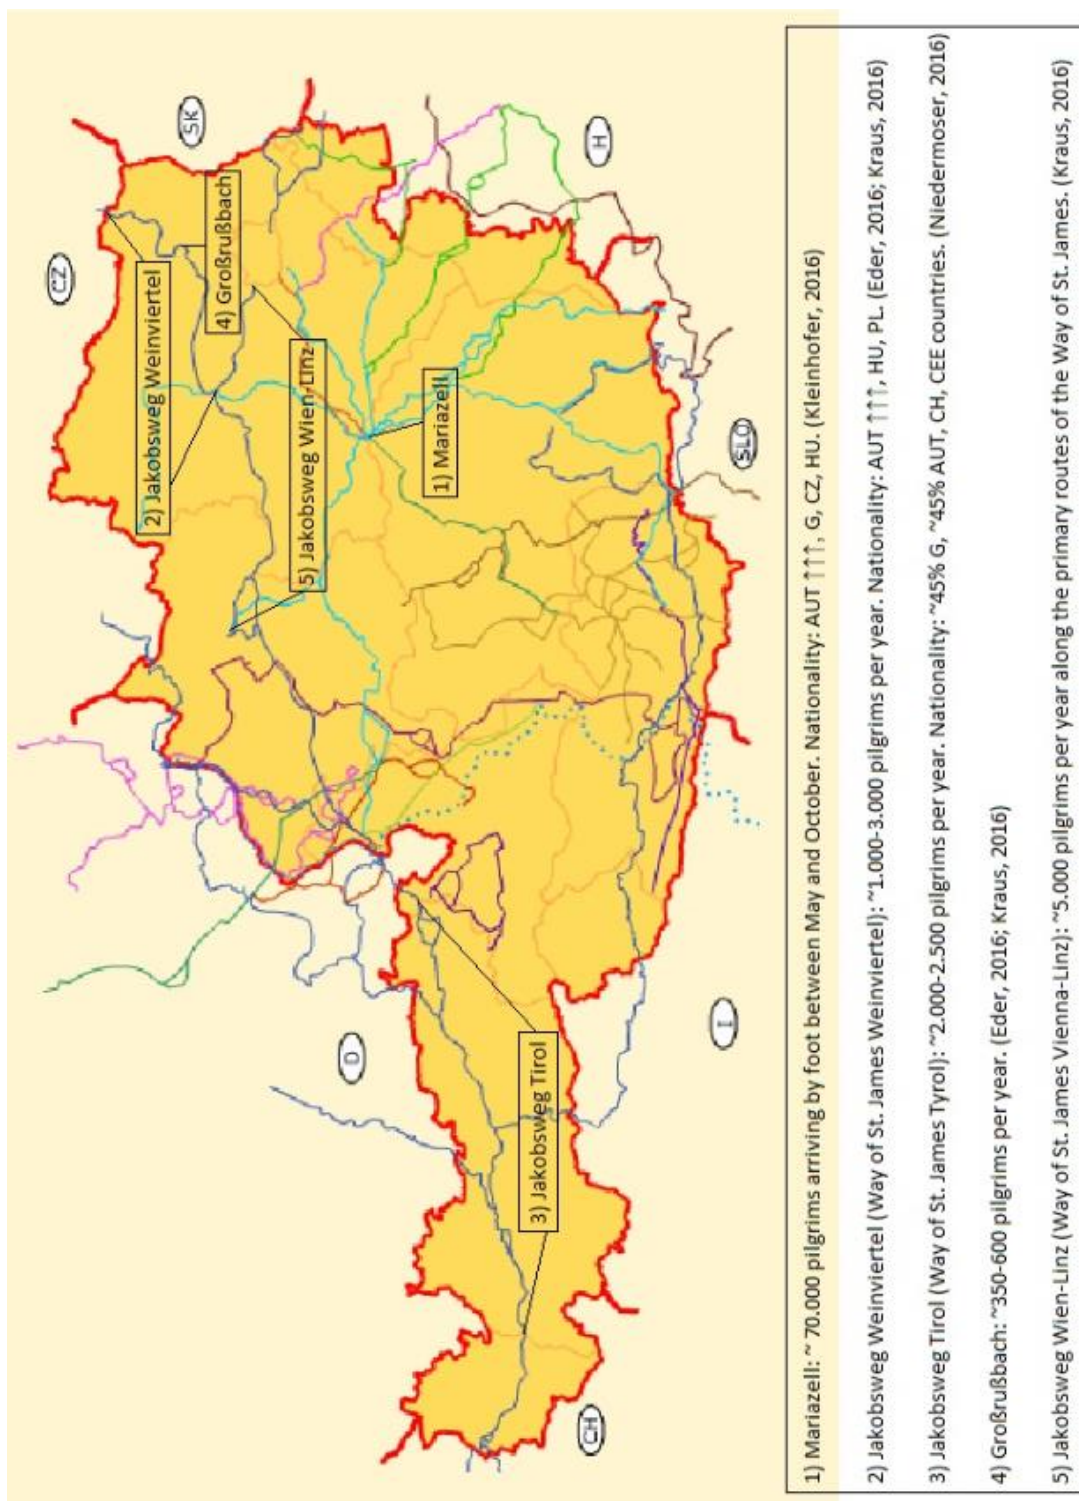 CZ
SK
2) Jakobsweg Weinviertel
4) Großrußbach
5) Jakobsweg Wien-Linz
1) Mariazell
H
D
3) Jakobsweg Tirol
SLO
I
CH
1) Mariazell: ~ 70.000 pilgrims arriving by foot between May and October. Nationality: AUT ↑↑↑, G, CZ, HU. (Kleinhofer, 2016)
2) Jakobsweg Weinviertel (Way of St. James Weinviertel): ~1.000-3.000 pilgrims per year. Nationality: AUT ↑↑↑, HU, PL. (Eder, 2016; Kraus, 2016)
3) Jakobsweg Tirol (Way of St. James Tyrol): ~2.000-2.500 pilgrims per year. Nationality: ~45% G, ~45% AUT, CH, CEE countries. (Niedermoser, 2016)
4) Großrußbach: ~350-600 pilgrims per year. (Eder, 2016; Kraus, 2016)
5) Jakobsweg Wien-Linz (Way of St. James Vienna-Linz): ~5.000 pilgrims per year along the primary routes of the Way of St. James. (Kraus, 2016)